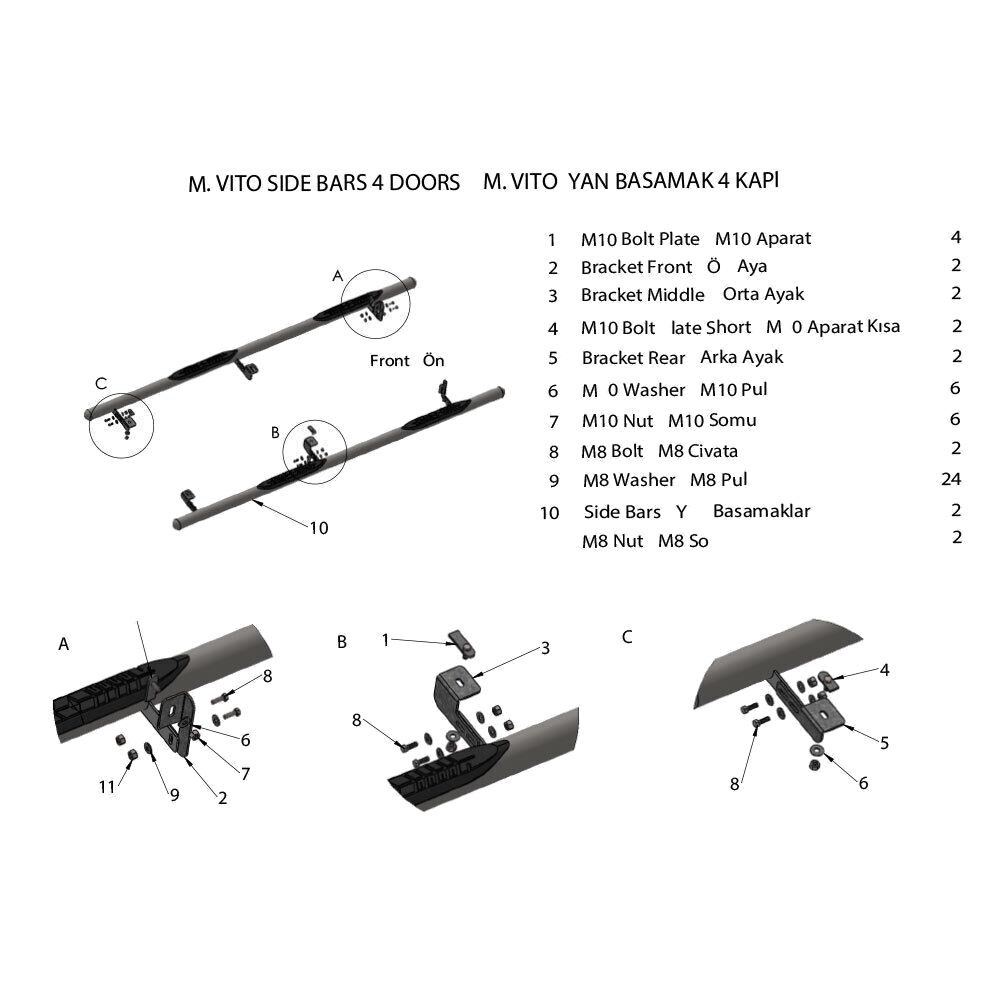 M. VITO SIDE BARS 4 DOORS M. VITO YAN BASAMAK 4 KAPI
1 M10 Bolt Plate M10 Aparat 4
2 Bracket Front Ö Aya 2
3 Bracket Middle Orta Ayak 2
4 M10 Bolt late Short M 0 Aparat Kısa 2
5 Bracket Rear Arka Ayak 2
6 M 0 Washer M10 Pul 6
7 M10 Nut M10 Somu 6
8 M8 Bolt M8 Civata 2
9 M8 Washer M8 Pul 24
10 Side Bars Y Basamaklar 2
M8 Nut M8 So 2
A
Front Ön
C
B
10
A
8
6
7
11
9
2
B
1
3
8
C
4
5
8
6